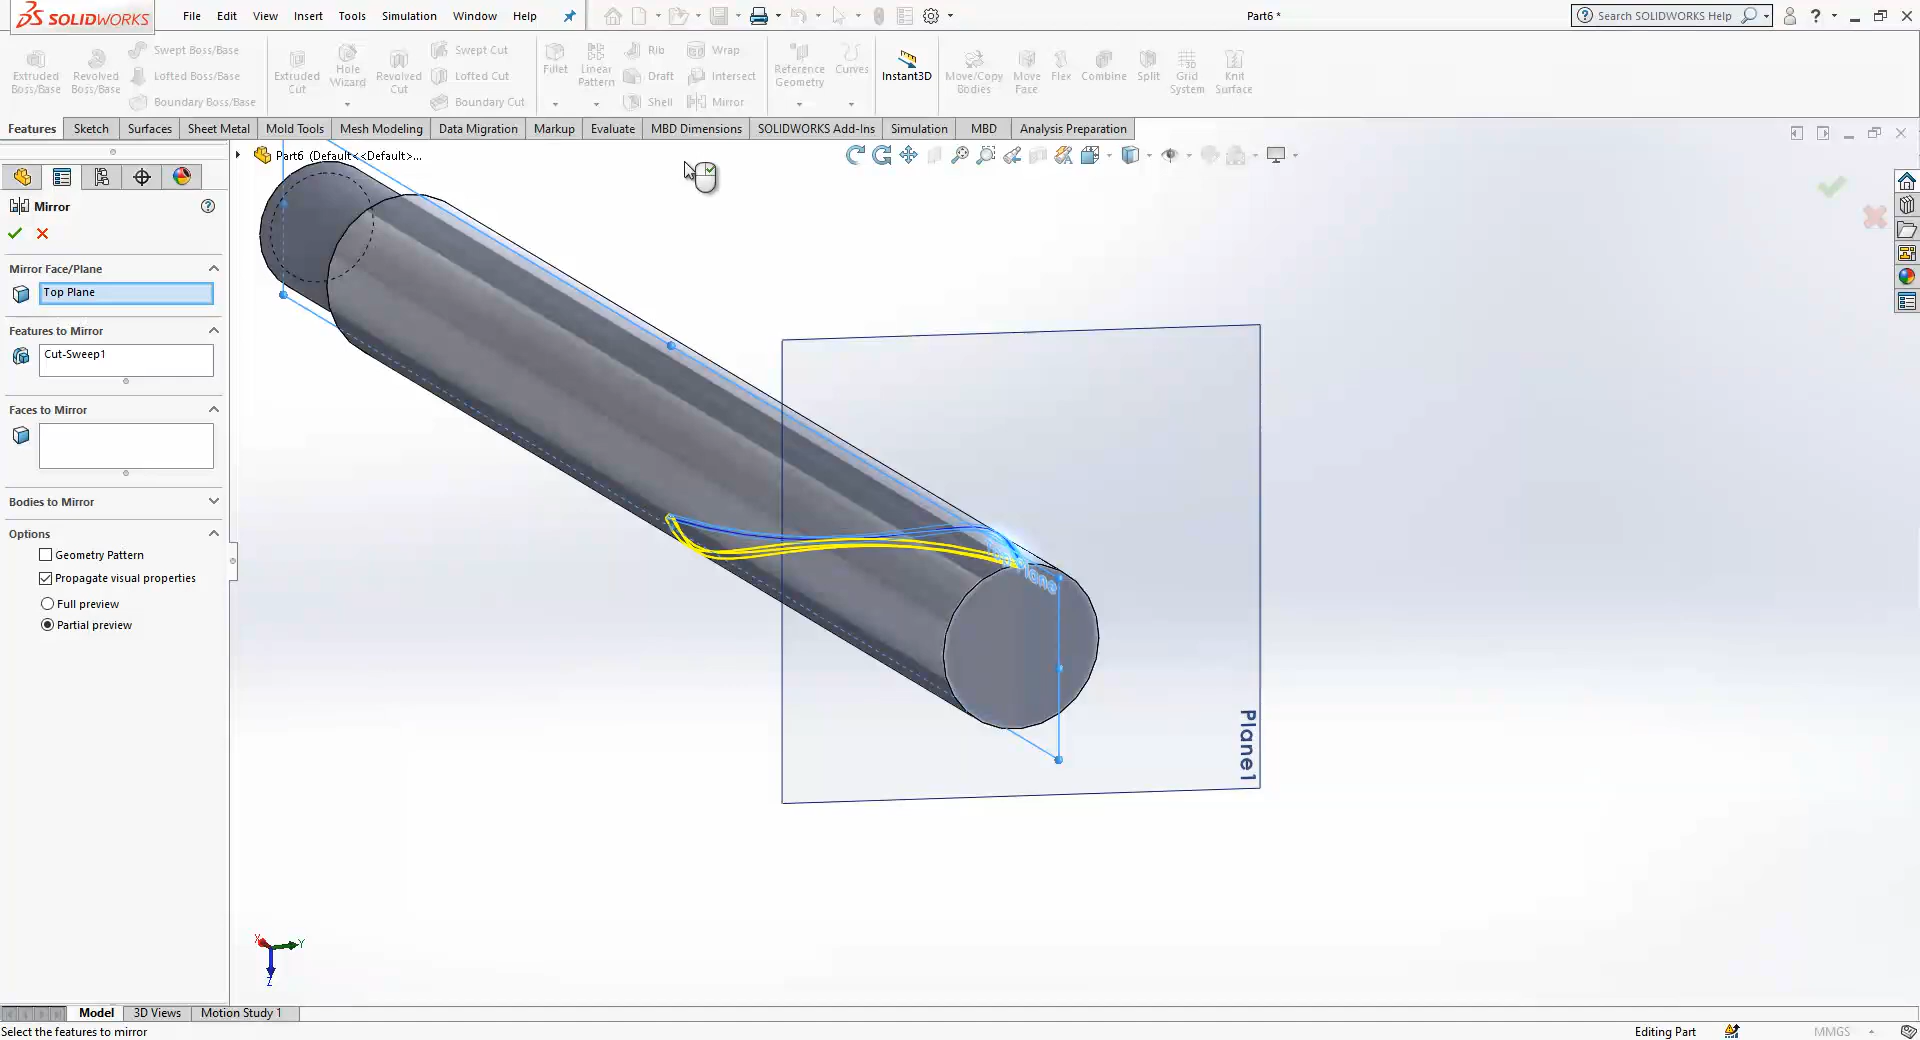 SOLIDWORKS
File Edit View Insert Tools Simulation Window Help
Part6 *
Search SOLIDWORKS Help
Extruded Boss/Base
Revolved Boss/Base
Swept Boss/Base
Lofted Boss/Base
Boundary Boss/Base
Extruded Cut
Hole Wizard
Revolved Cut
Swept Cut
Lofted Cut
Boundary Cut
Fillet
Linear Pattern
Rib
Draft
Shell
Wrap
Intersect
Mirror
Reference Geometry
Curves
Instant3D
Move/Copy Bodies
Move Face
Flex
Combine
Split
Grid System
Knit Surface
Features Sketch Surfaces Sheet Metal Mold Tools Mesh Modeling Data Migration Markup Evaluate MBD Dimensions SOLIDWORKS Add-Ins Simulation MBD Analysis Preparation
Part6 (Default<<Default>...
Mirror
Mirror Face/Plane
Top Plane
Features to Mirror
Cut-Sweep1
Faces to Mirror
Bodies to Mirror
Options
Geometry Pattern
Propagate visual properties
Full preview
Partial preview
Plane
Plane1
X
Y
Z
Model 3D Views Motion Study 1
Select the features to mirror
Editing Part
MMGS